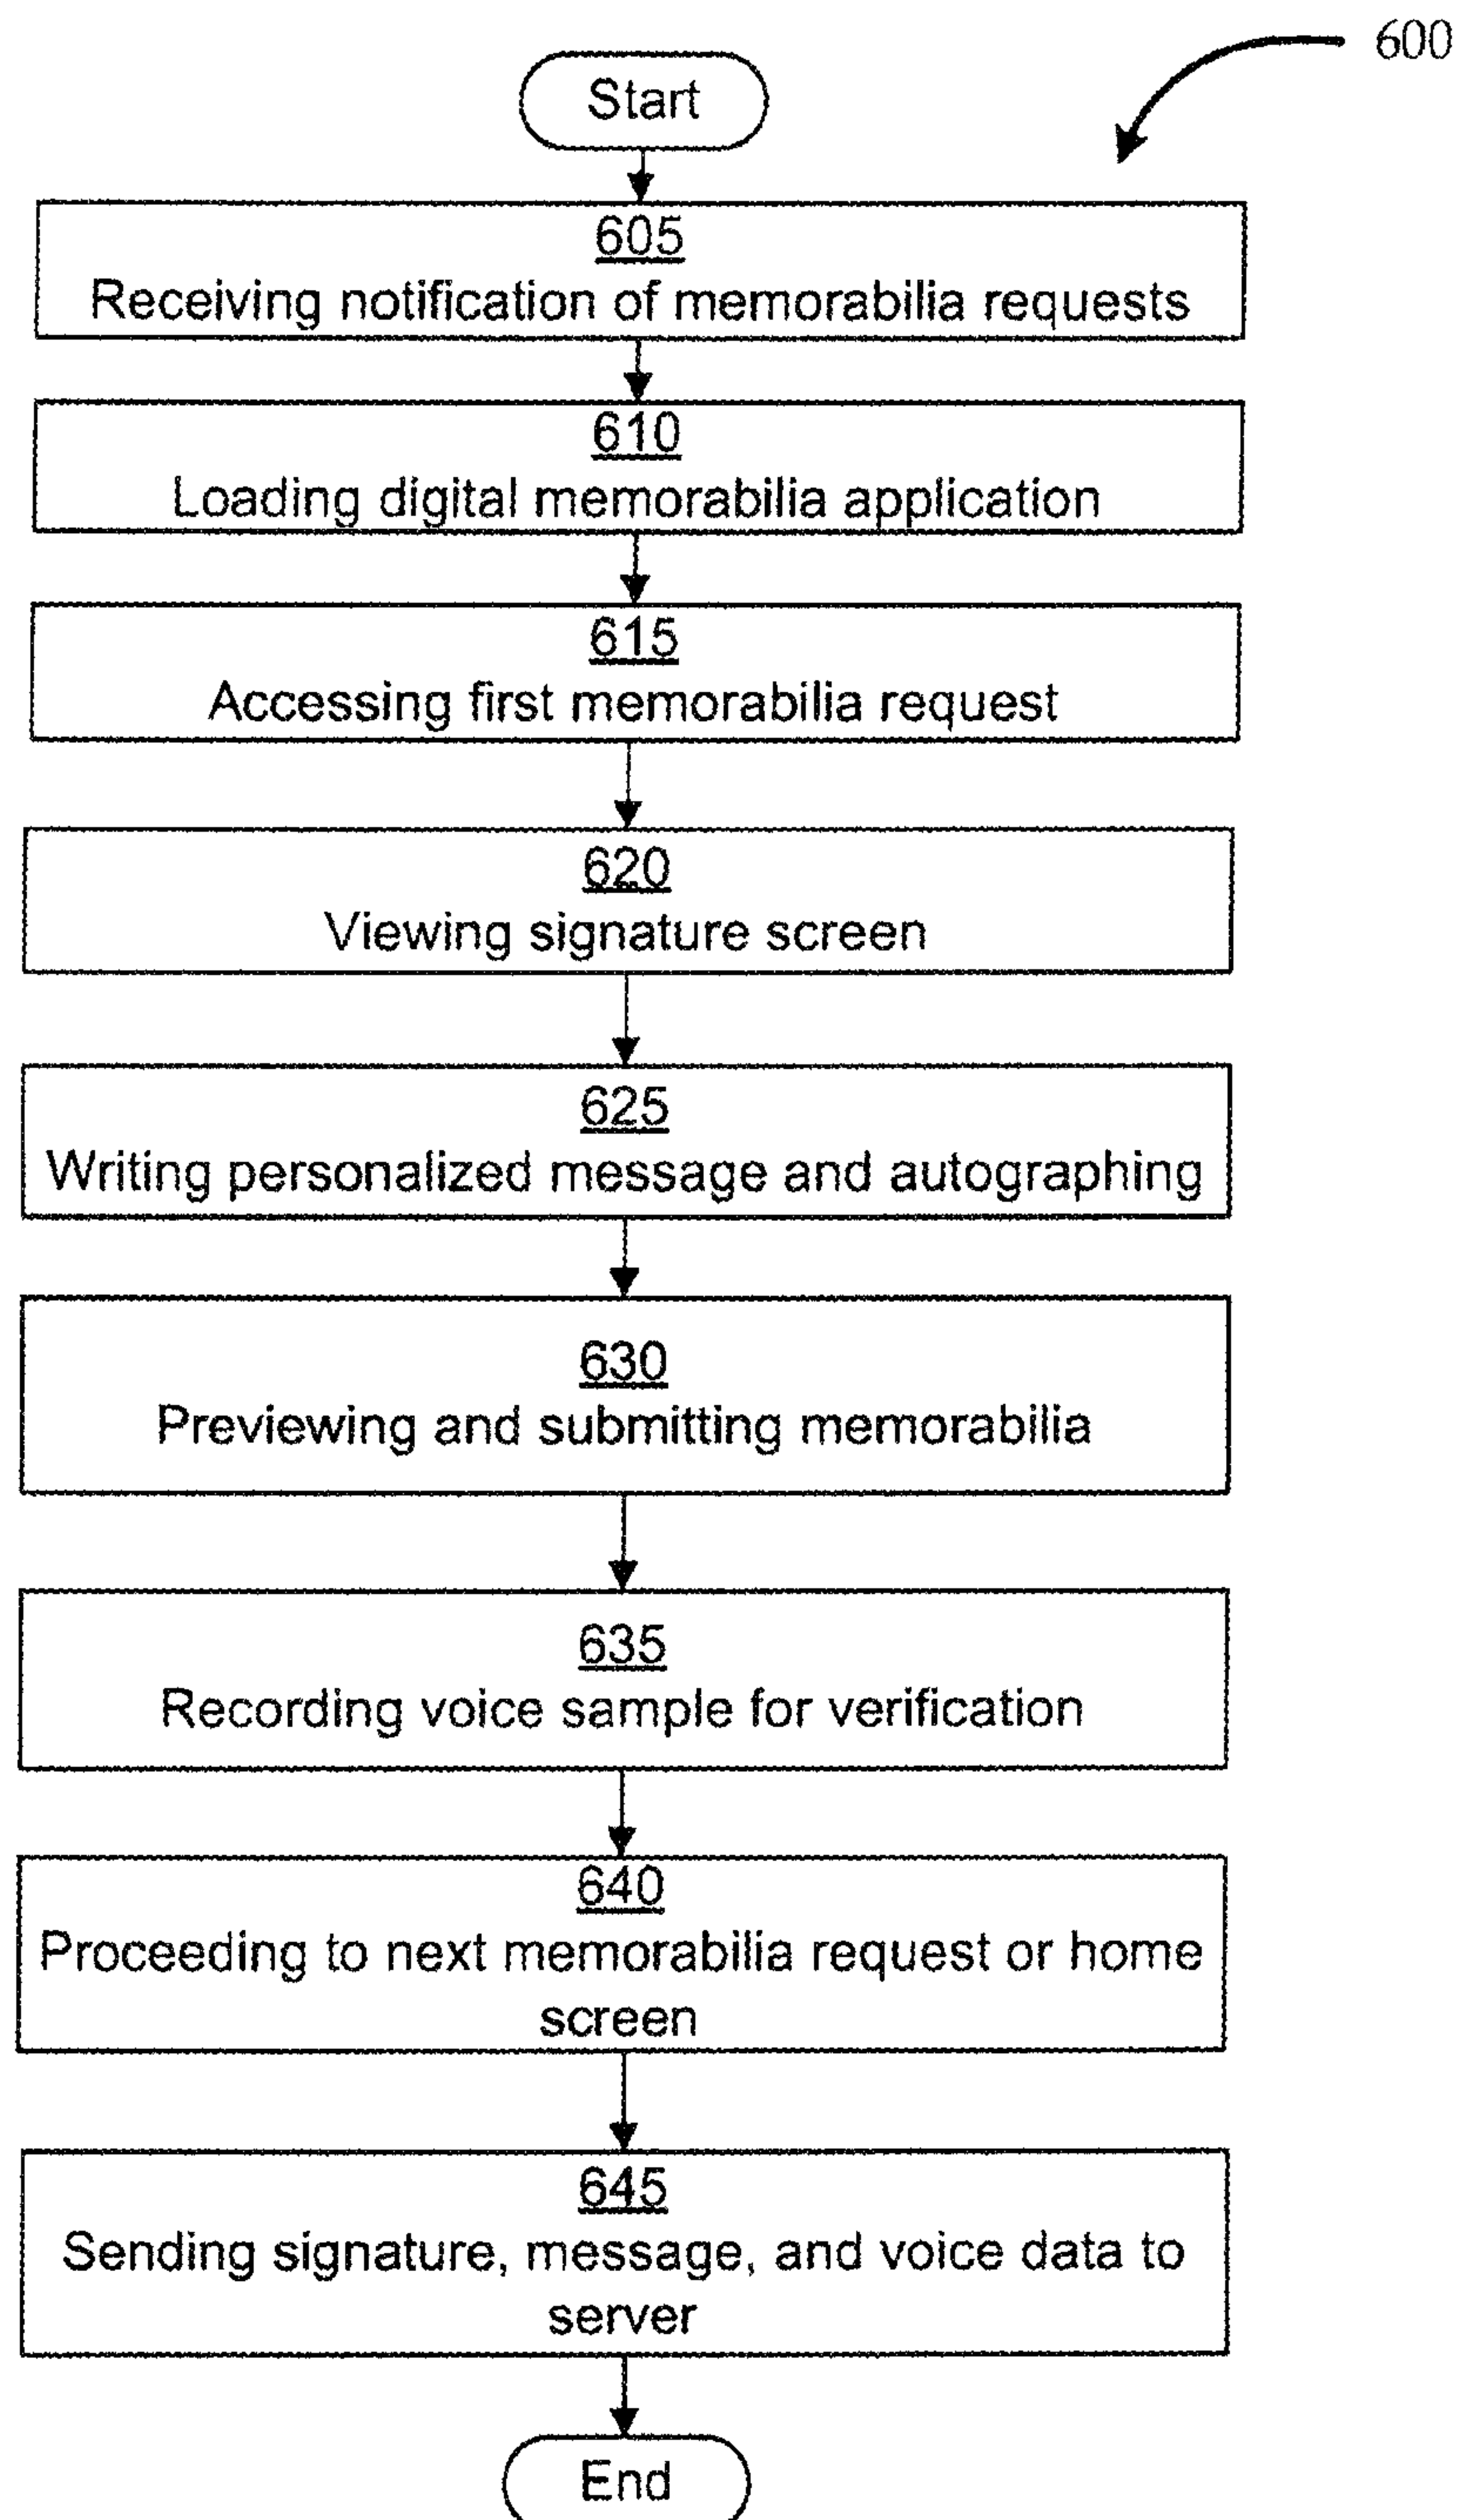 600
Start
605
Receiving notification of memorabilia requests
610
Loading digital memorabilia application
615
Accessing first memorabilia request
620
Viewing signature screen
625
Writing personalized message and autographing
630
Previewing and submitting memorabilia
635
Recording voice sample for verification
640
Proceeding to next memorabilia request or home
screen
645
Sending signature, message, and voice data to
server
End